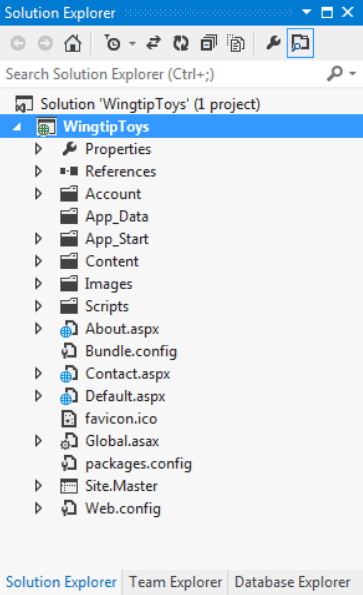 Solution Explorer
Search Solution Explorer (Ctrl+;)
Solution 'WingtipToys' (1 project)
WingtipToys
Properties
References
Account
App_Data
App_Start
Content
Images
Scripts
About.aspx
Bundle.config
Contact.aspx
Default.aspx
favicon.ico
Global.asax
packages.config
Site.Master
Web.config
Solution Explorer Team Explorer Database Explorer